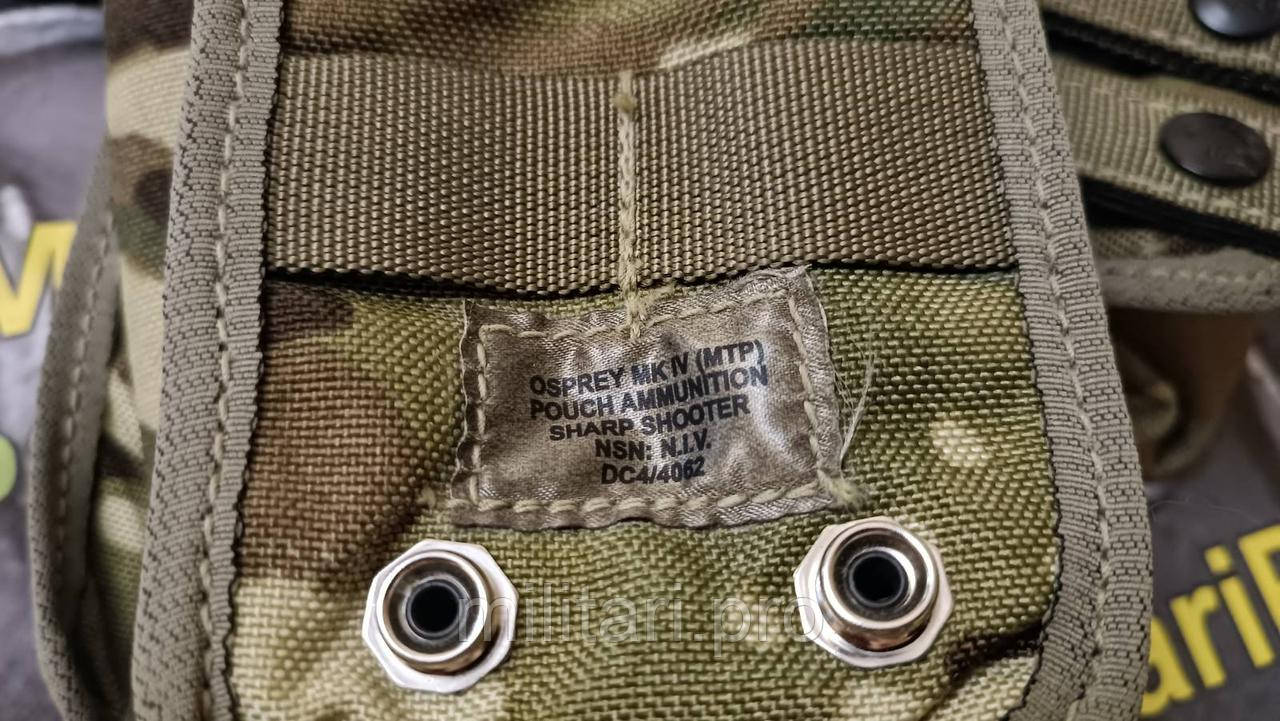 OSPREY MK IV (MTP)
POUCH AMMUNITION
SHARP SHOOTER
NSN: N.I.V.
DC4/4062
militari.pro